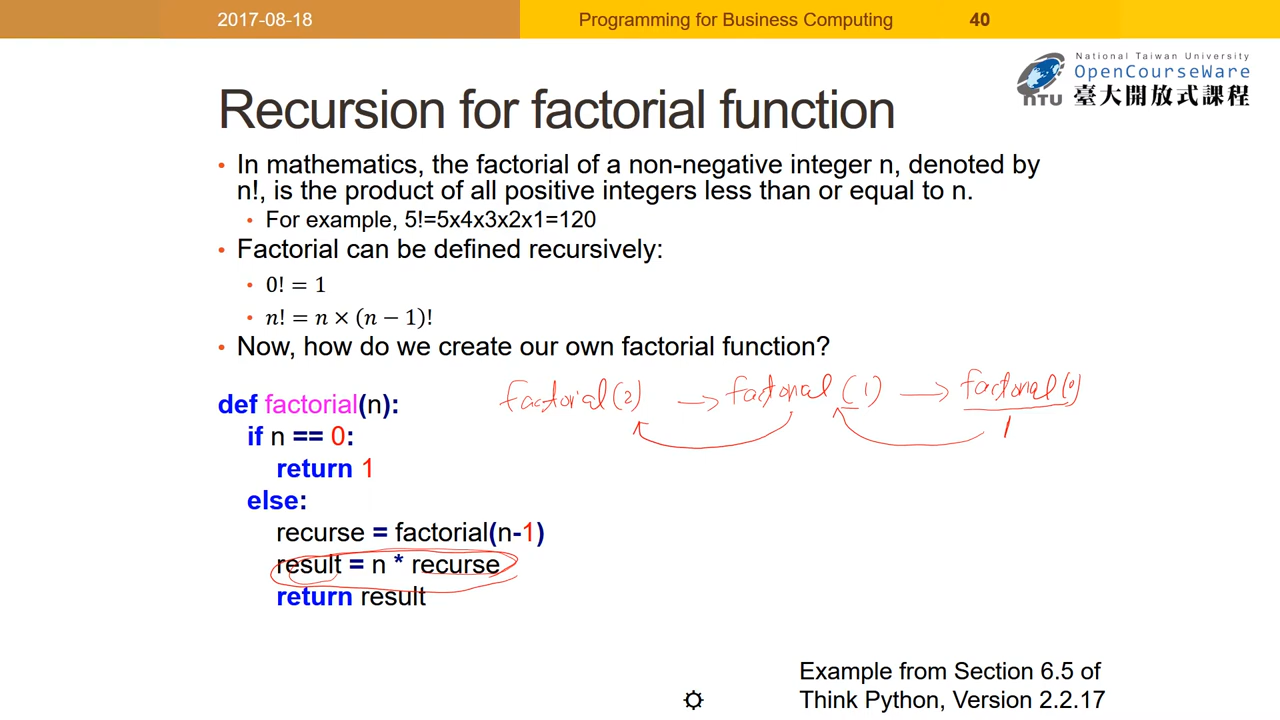 2017-08-18
Programming for Business Computing
40
National Taiwan University
OpenCourseWare
臺大開放式課程
NTU
Recursion for factorial function
• In mathematics, the factorial of a non-negative integer n, denoted by
n!, is the product of all positive integers less than or equal to n.
• For example, 5!=5x4x3x2x1=120
• Factorial can be defined recursively:
• 0! = 1
• n! = n × (n − 1)!
• Now, how do we create our own factorial function?
factorial(2) → factorial(1) → factorial(0)
1
def factorial(n):
if n == 0:
return 1
else:
recurse = factorial(n-1)
result = n * recurse
return result
Example from Section 6.5 of
Think Python, Version 2.2.17